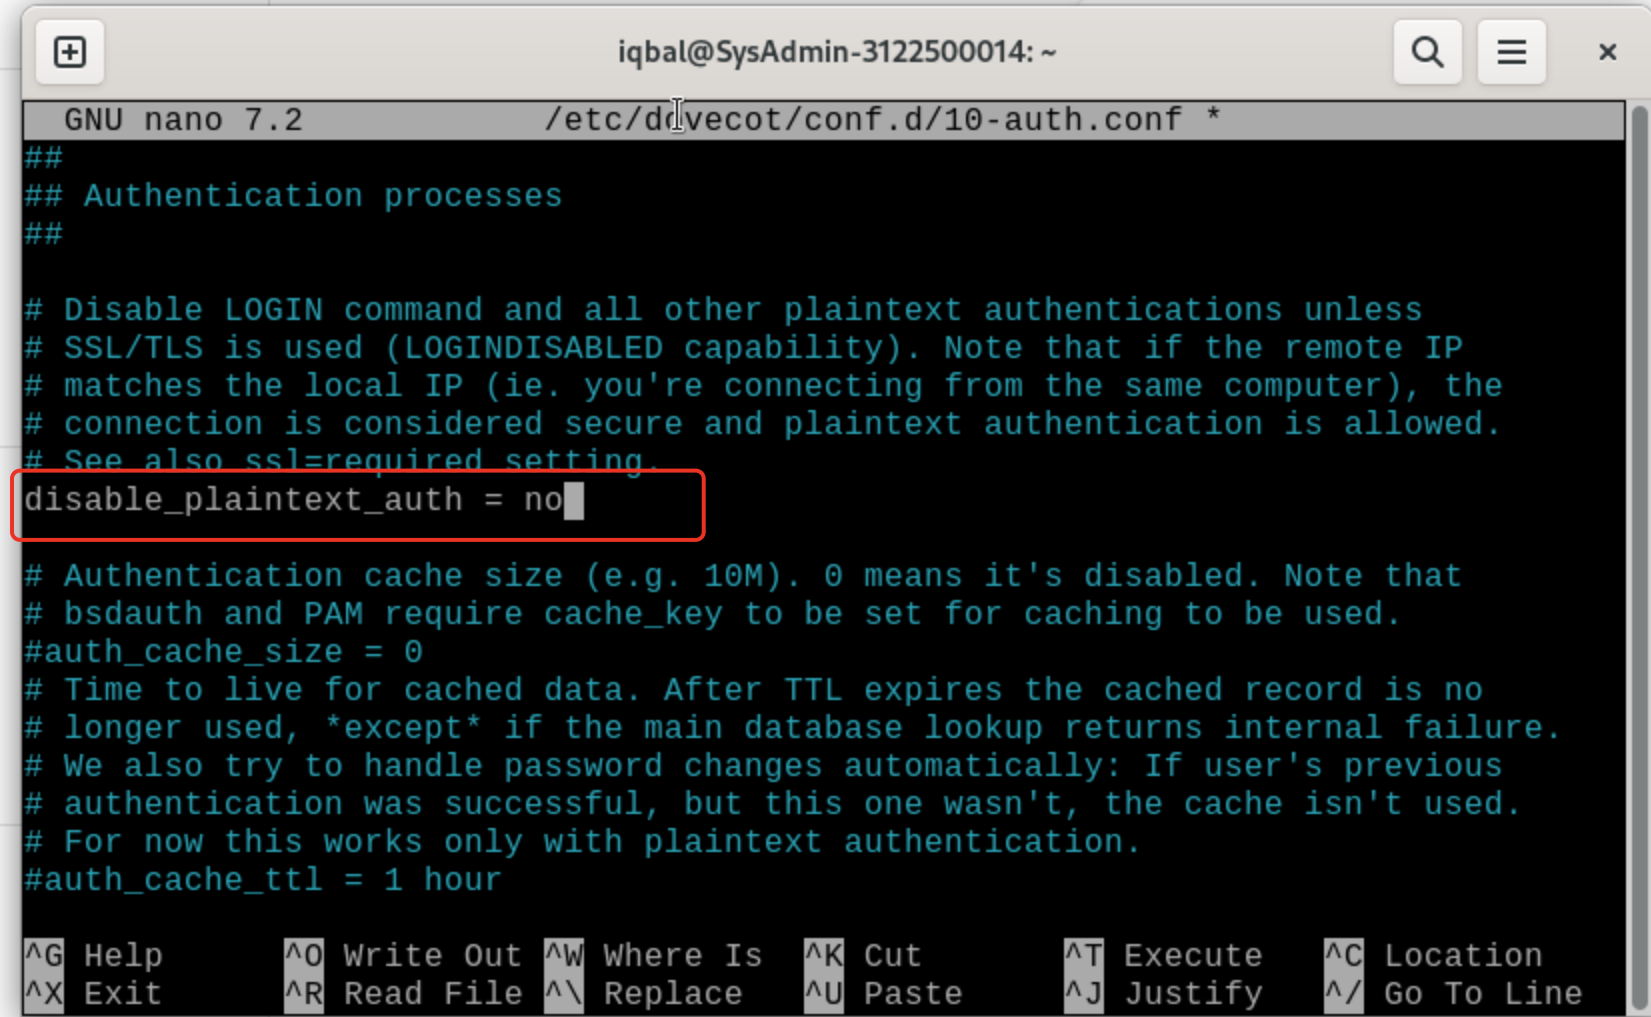 iqbal@SysAdmin-3122500014: ~
GNU nano 7.2 /etc/dovecot/conf.d/10-auth.conf *
##
## Authentication processes
##
# Disable LOGIN command and all other plaintext authentications unless
# SSL/TLS is used (LOGINDISABLED capability). Note that if the remote IP
# matches the local IP (ie. you're connecting from the same computer), the
# connection is considered secure and plaintext authentication is allowed.
# See also ssl=required setting.
disable_plaintext_auth = no
# Authentication cache size (e.g. 10M). 0 means it's disabled. Note that
# bsdauth and PAM require cache_key to be set for caching to be used.
#auth_cache_size = 0
# Time to live for cached data. After TTL expires the cached record is no
# longer used, *except* if the main database lookup returns internal failure.
# We also try to handle password changes automatically: If user's previous
# authentication was successful, but this one wasn't, the cache isn't used.
# For now this works only with plaintext authentication.
#auth_cache_ttl = 1 hour
^G Help ^O Write Out ^W Where Is ^K Cut ^T Execute ^C Location
^X Exit ^R Read File ^\ Replace ^U Paste ^J Justify ^/ Go To Line